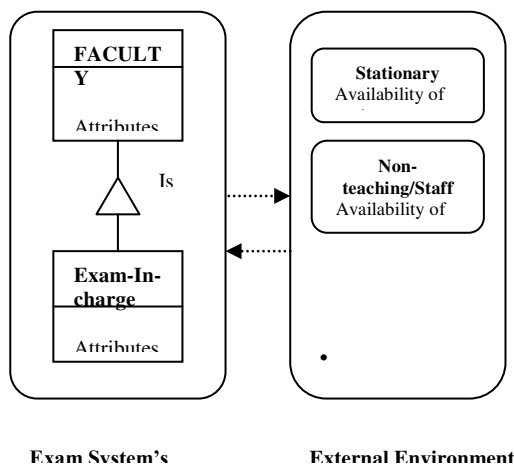 FACULT
Y
Attributes
Is
Exam-In-
charge
Attributes
Stationary
Availability of
Non-
teaching/Staff
Availability of
Exam System's
External Environment